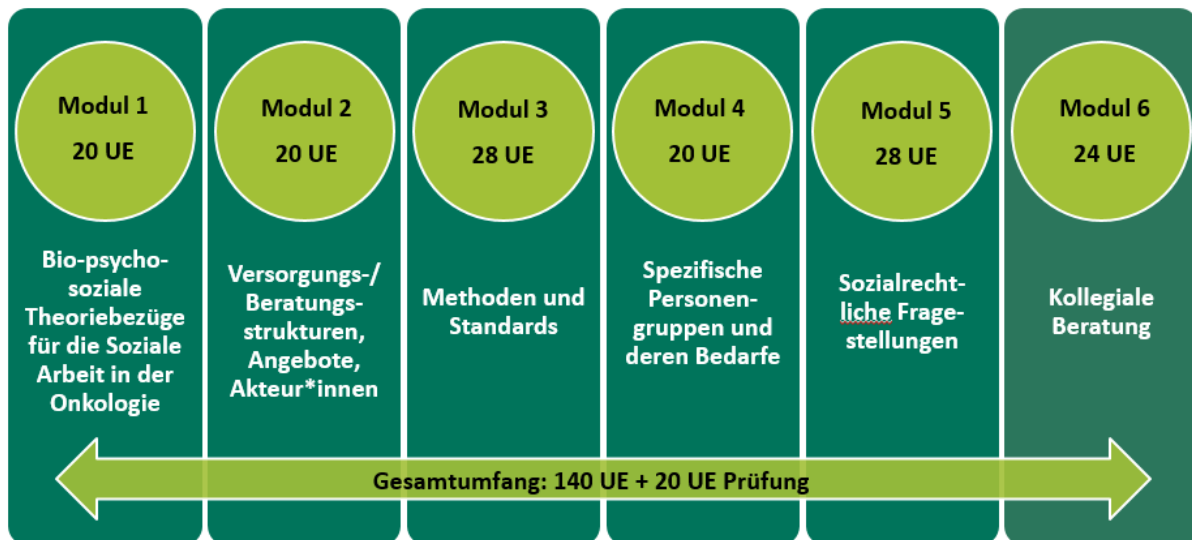 Modul 1
20 UE
Bio-psycho-
soziale
Theoriebezüge
für die Soziale
Arbeit in der
Onkologie
Modul 2
20 UE
Versorgungs-/
Beratungs-
strukturen,
Angebote,
Akteur*innen
Modul 3
28 UE
Methoden und
Standards
Modul 4
20 UE
Spezifische
Personen-
gruppen und
deren Bedarfe
Modul 5
28 UE
Sozialrecht-
liche Frage-
stellungen
Modul 6
24 UE
Kollegiale
Beratung
Gesamtumfang: 140 UE + 20 UE Prüfung